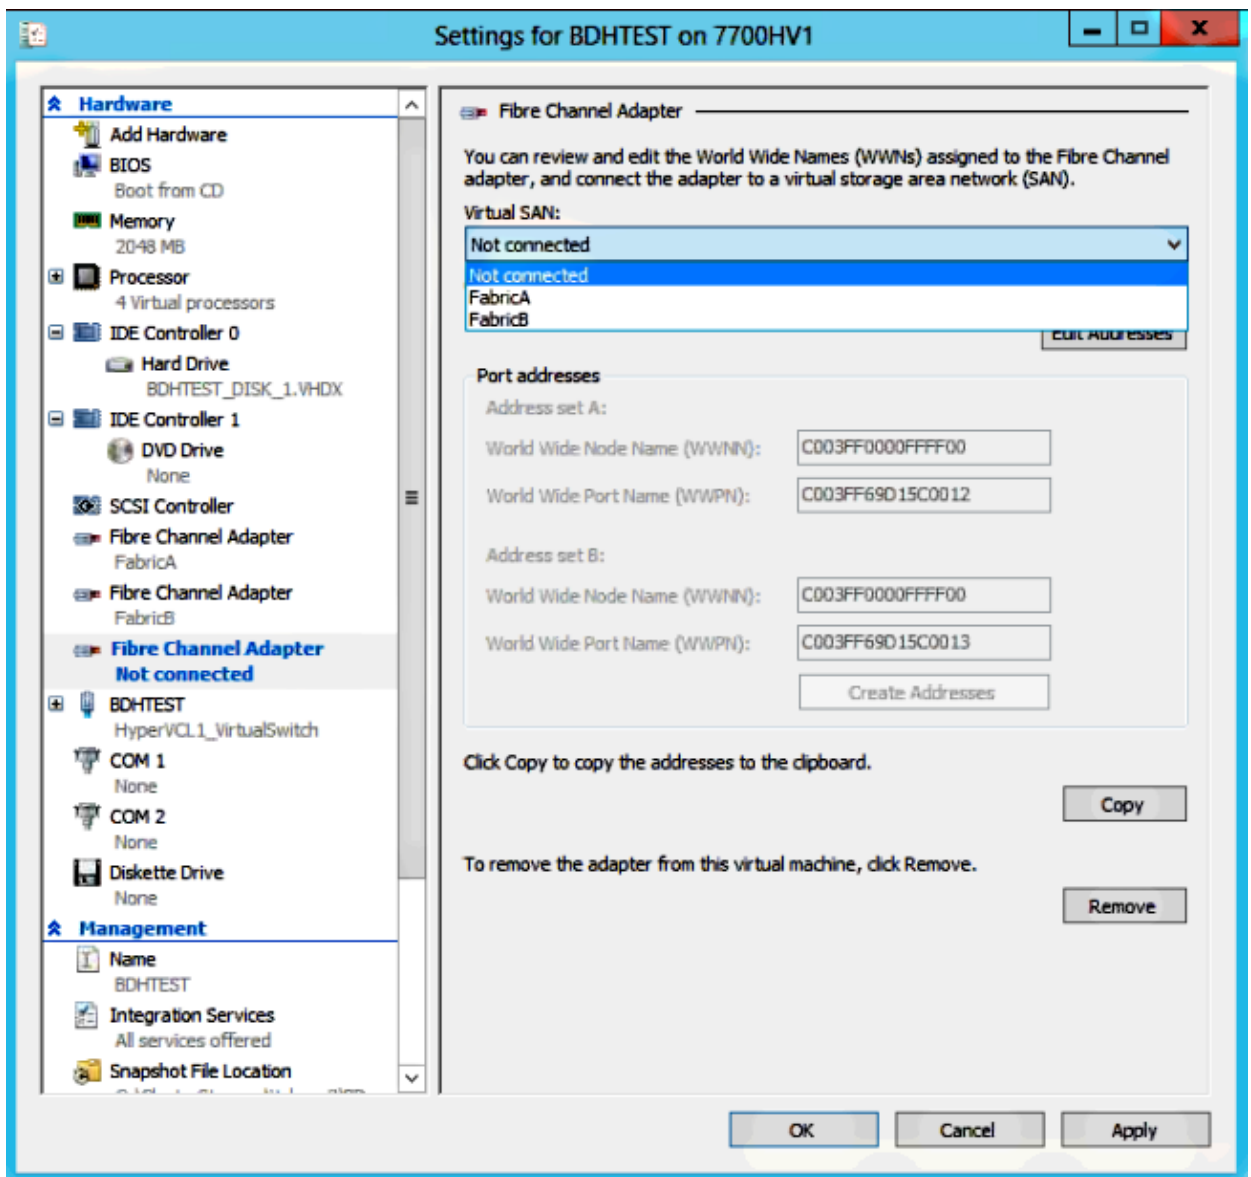 Settings for BDHTEST on 7700HV1
Hardware
Add Hardware
BIOS
Boot from CD
Memory
2048 MB
Processor
4 Virtual processors
IDE Controller 0
Hard Drive
BDHTEST_DISK_1.VHDX
IDE Controller 1
DVD Drive
None
SCSI Controller
Fibre Channel Adapter
FabricA
Fibre Channel Adapter
FabricB
Fibre Channel Adapter
Not connected
BDHTEST
HyperVCL1_VirtualSwitch
COM 1
None
COM 2
None
Diskette Drive
None
Management
Name
BDHTEST
Integration Services
All services offered
Snapshot File Location
Fibre Channel Adapter
You can review and edit the World Wide Names (WWNs) assigned to the Fibre Channel
adapter, and connect the adapter to a virtual storage area network (SAN).
Virtual SAN:
Not connected
Not connected
FabricA
FabricB
Edit Addresses
Port addresses
Address set A:
World Wide Node Name (WWNN): C003FF0000FFFF00
World Wide Port Name (WWPN): C003FF69D15C0012
Address set B:
World Wide Node Name (WWNN): C003FF0000FFFF00
World Wide Port Name (WWPN): C003FF69D15C0013
Create Addresses
Click Copy to copy the addresses to the clipboard.
Copy
To remove the adapter from this virtual machine, click Remove.
Remove
OK Cancel Apply